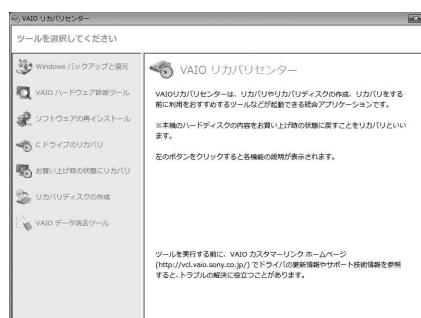 VAIO リカバリセンター
ツールを選択してください
Windows バックアップと復元
VAIO ハードウェア診断ツール
ソフトウェアの再インストール
C ドライブのリカバリ
お買い上げ時の状態にリカバリ
リカバリディスクの作成
VAIO データ消去ツール
VAIO リカバリセンター
VAIOリカバリセンターは、リカバリやリカバリディスクの作成、リカバリをする
前に利用をおすすめするツールなどが起動できる統合アプリケーションです。
※本機のハードディスクの内容をお買い上げ時の状態に戻すことをリカバリといい
ます。
左のボタンをクリックすると各機能の説明が表示されます。
ツールを実行する前に、VAIO カスタマーリンク ホームページ
(http://vcl.vaio.sony.co.jp/) でドライバの更新情報やサポート技術情報を参照
すると、トラブルの解決に役立つことがあります。